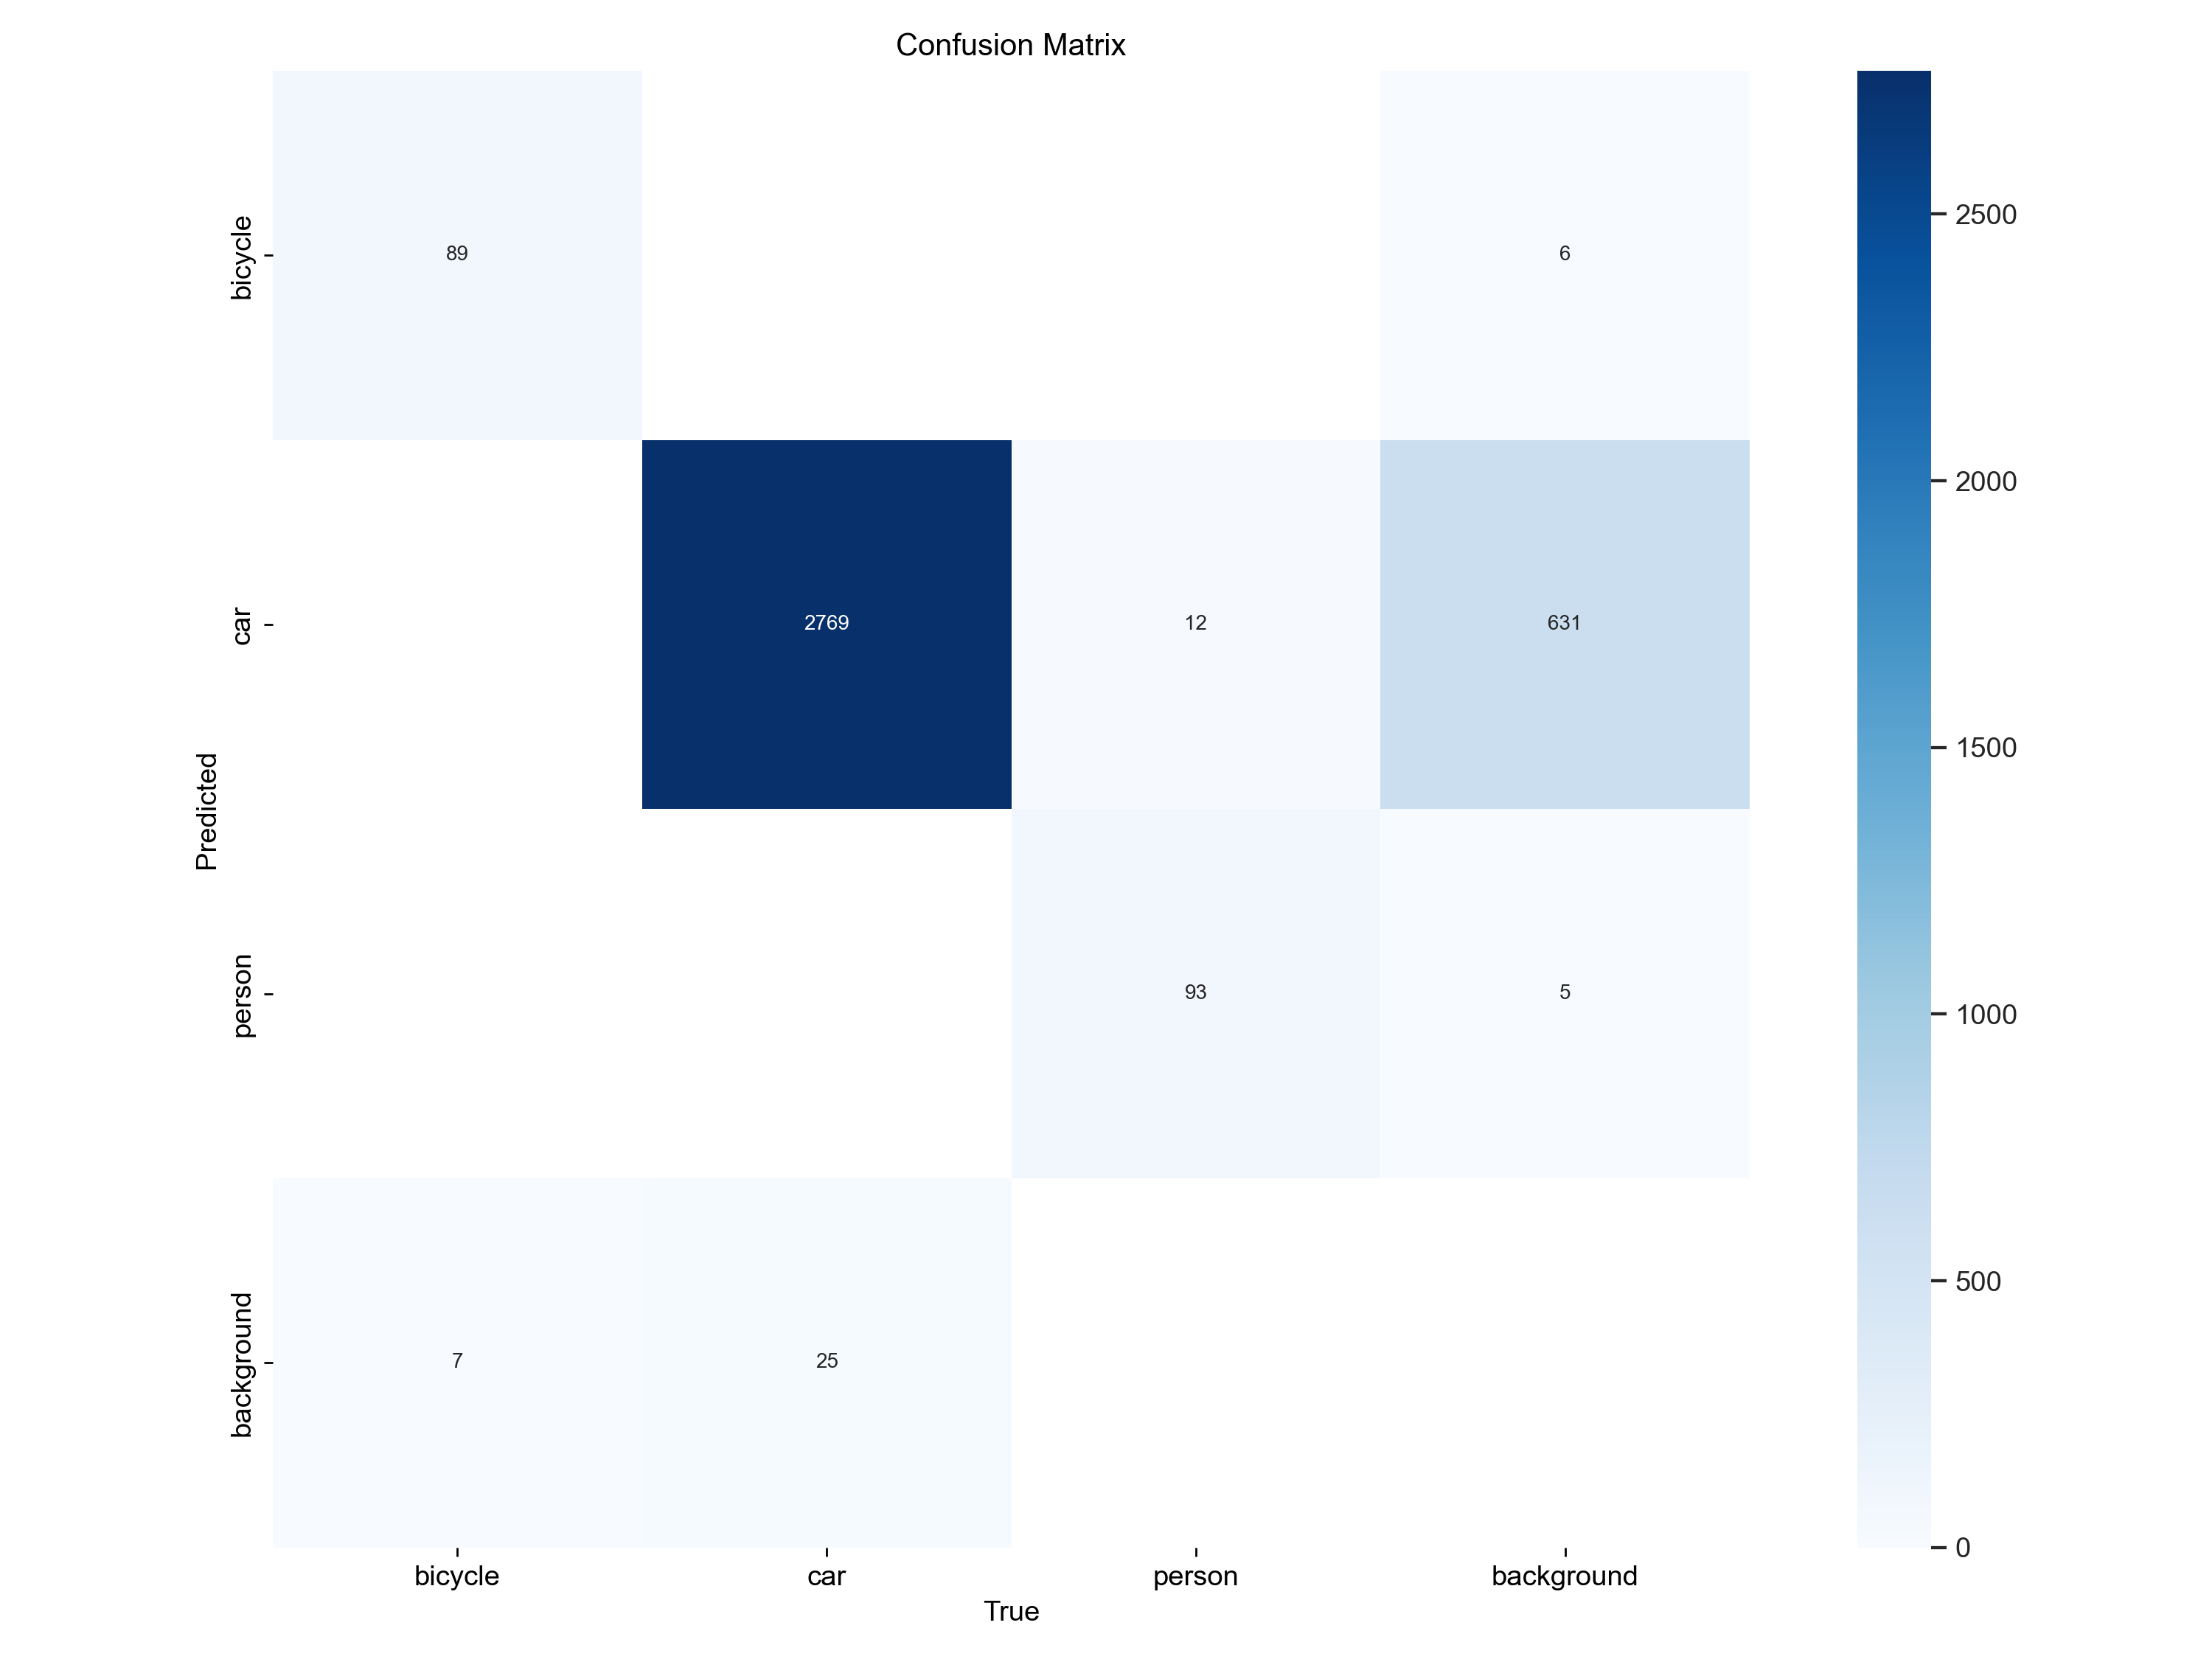 Confusion Matrix
bicycle
89
6
2500
2000
car
2769
12
631
Predicted
1500
person
93
5
1000
background
7
25
500
0
bicycle
car
person
background
True